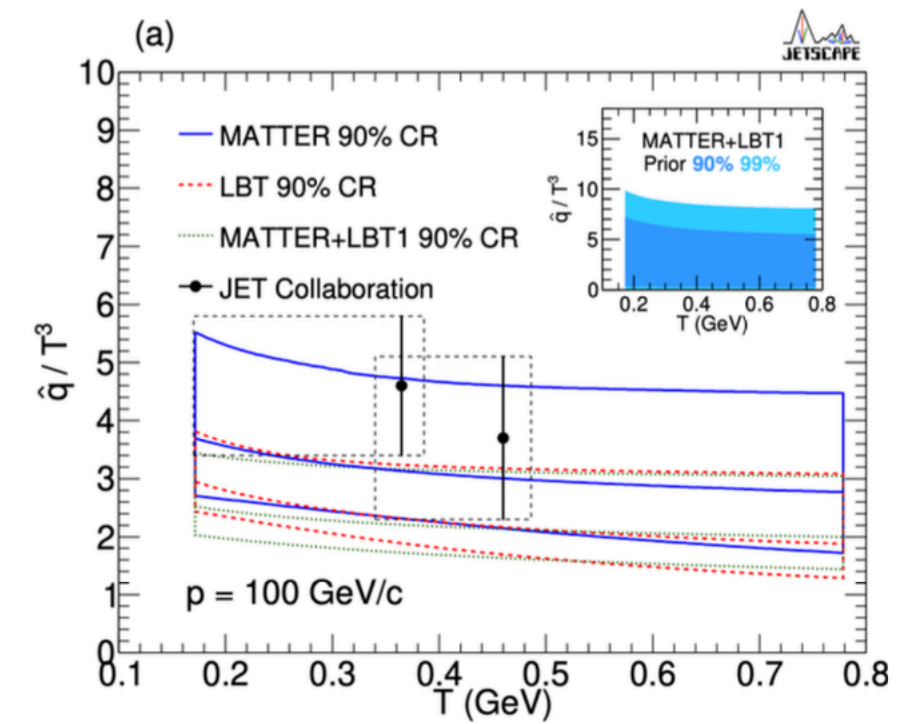 (a)
JETSCAPE
10
9
8
7
6
5
4
3
2
1
0
q̂ / T³
MATTER 90% CR
LBT 90% CR
MATTER+LBT1 90% CR
JET Collaboration
p = 100 GeV/c
0.1 0.2 0.3 0.4 0.5 0.6 0.7 0.8
T (GeV)
MATTER+LBT1
Prior 90% 99%
15
10
5
0
q̂ / T³
0.2 0.4 0.6 0.8
T (GeV)